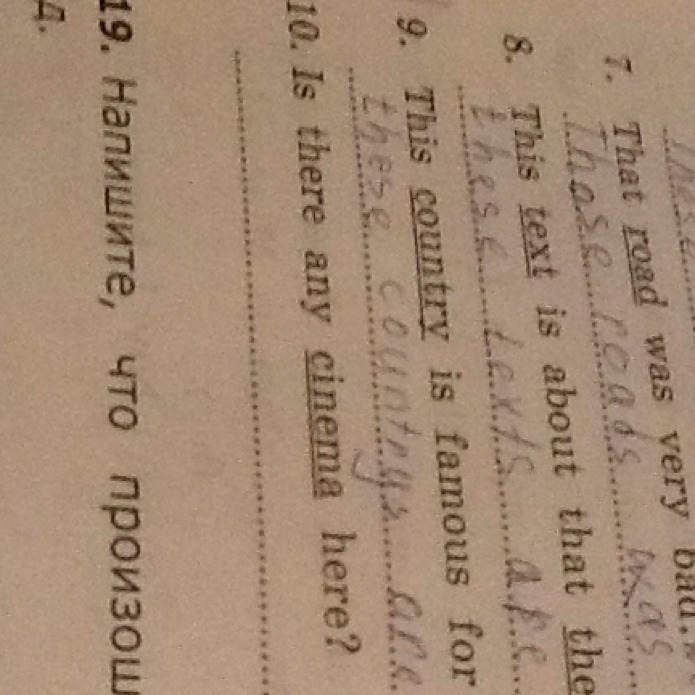 7. That road was very bad.
Those roads was
8. This text is about that the
these texts are
9. This country is famous for
these countrys are
10. Is there any cinema here?
19. Напишите, что произош
д.